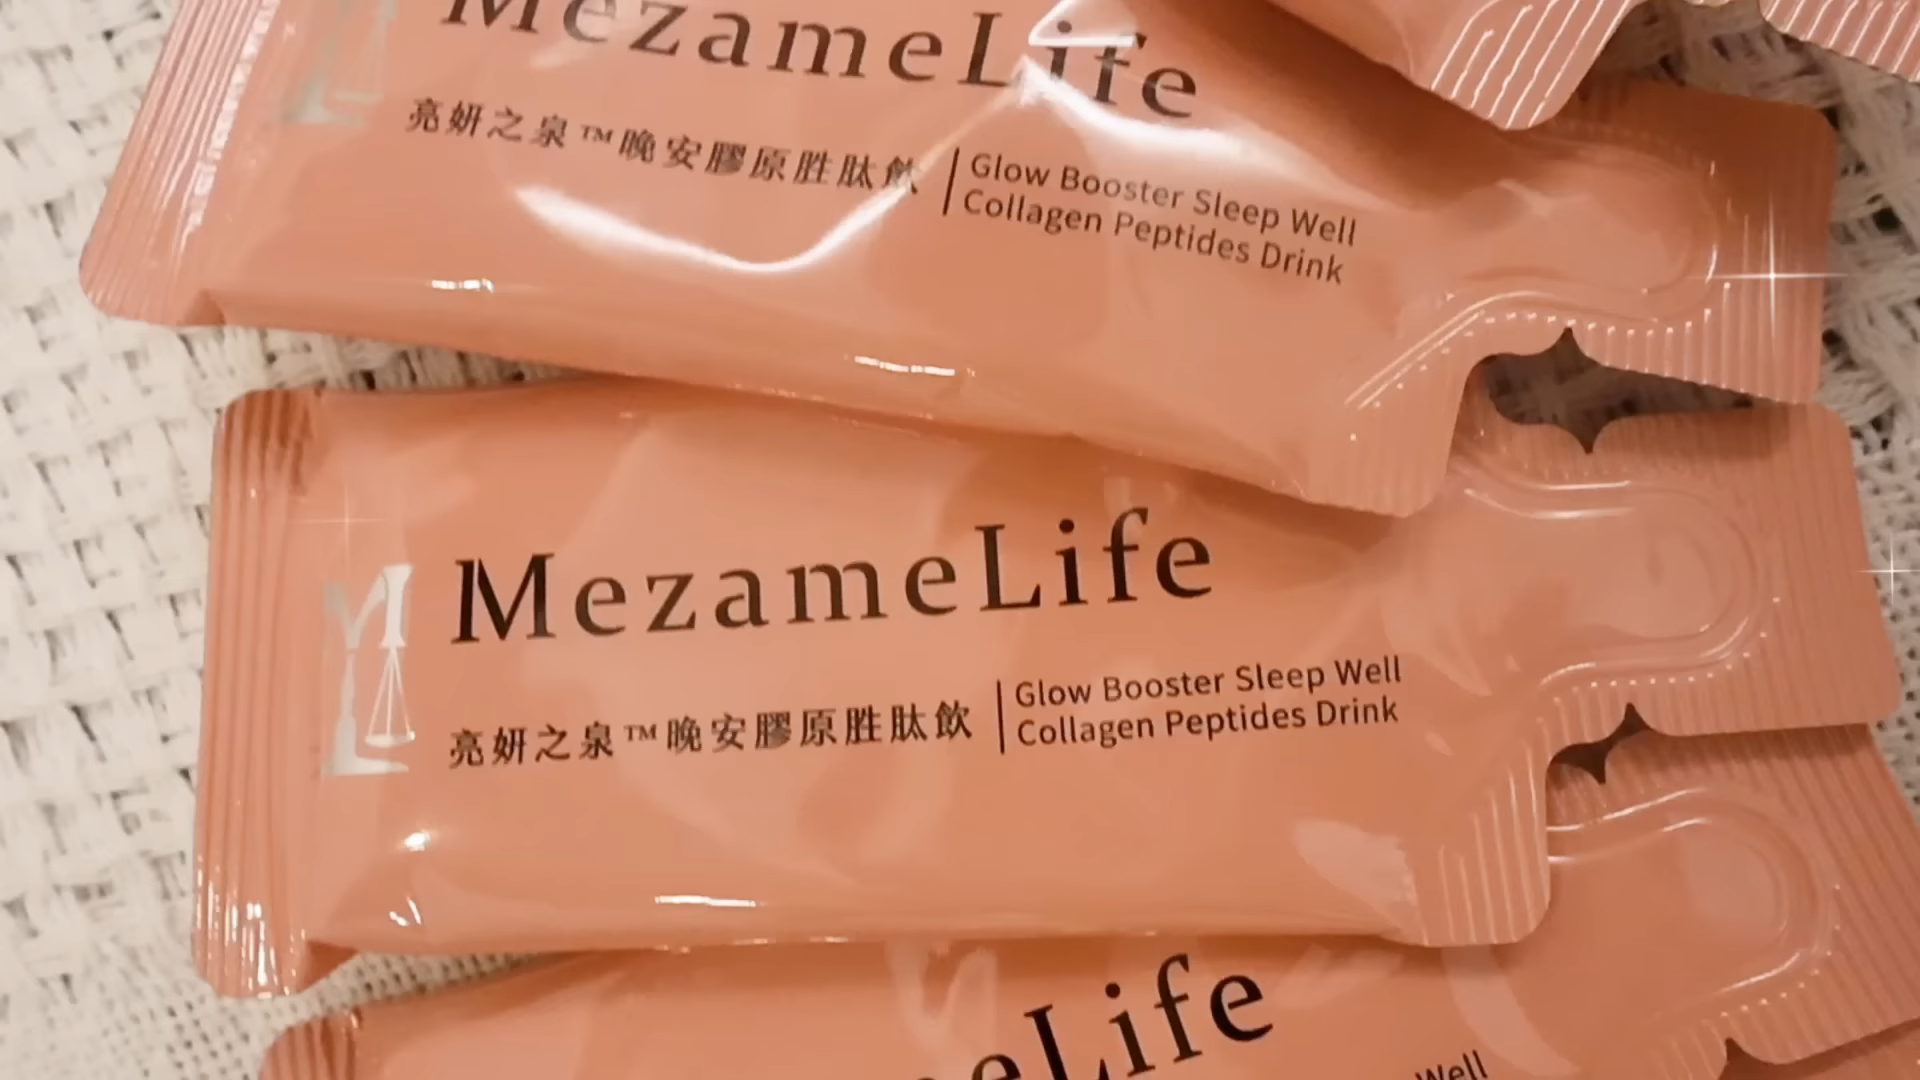 MezameLife
亮妍之泉™晚安膠原胜肽飲
Glow Booster Sleep Well
Collagen Peptides Drink
MezameLife
亮妍之泉™晚安膠原胜肽飲
Glow Booster Sleep Well
Collagen Peptides Drink
eLife
Well